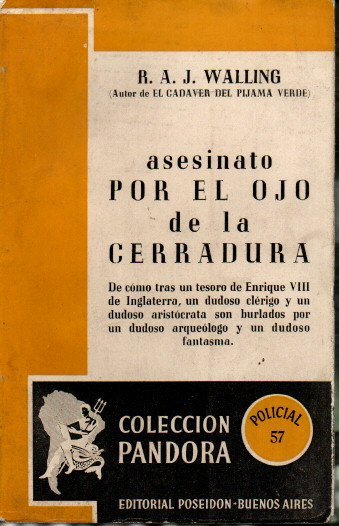 R. A. J. WALLING
(Autor de EL CADAVER DEL PIJAMA VERDE)
asesinato
POR EL OJO
de la
CERRADURA
De cómo tras un tesoro de Enrique VIII
de Inglaterra, un dudoso clérigo y un
dudoso aristócrata son burlados por
un dudoso arqueólogo y un dudoso
fantasma.
COLECCION
PANDORA
POLICIAL
57
EDITORIAL POSEIDON-BUENOS AIRES